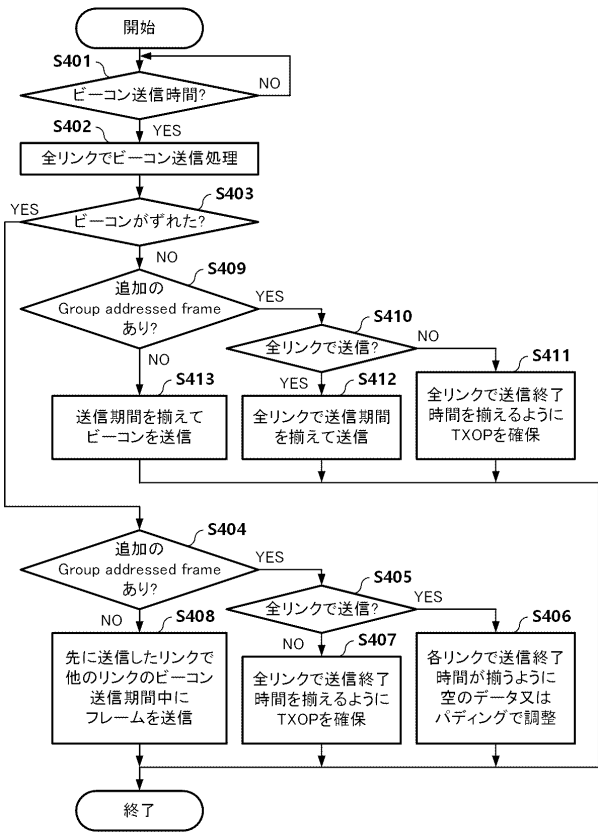 開始
S401
ビーコン送信時間?
NO
YES
S402
全リンクでビーコン送信処理
S403
YES
ビーコンがずれた?
NO
S409
追加の
Group addressed frame
あり?
YES
S410
全リンクで送信?
NO
NO
YES
S411
全リンクで送信終了
時間を揃えるように
TXOPを確保
S413
送信期間を揃えて
ビーコンを送信
S412
全リンクで送信期間
を揃えて送信
S404
追加の
Group addressed frame
あり?
YES
S405
全リンクで送信?
YES
NO
NO
S408
先に送信したリンクで
他のリンクのビーコン
送信期間中に
フレームを送信
S407
全リンクで送信終了
時間を揃えるように
TXOPを確保
S406
各リンクで送信終了
時間が揃うように
空のデータ又は
パディングで調整
終了